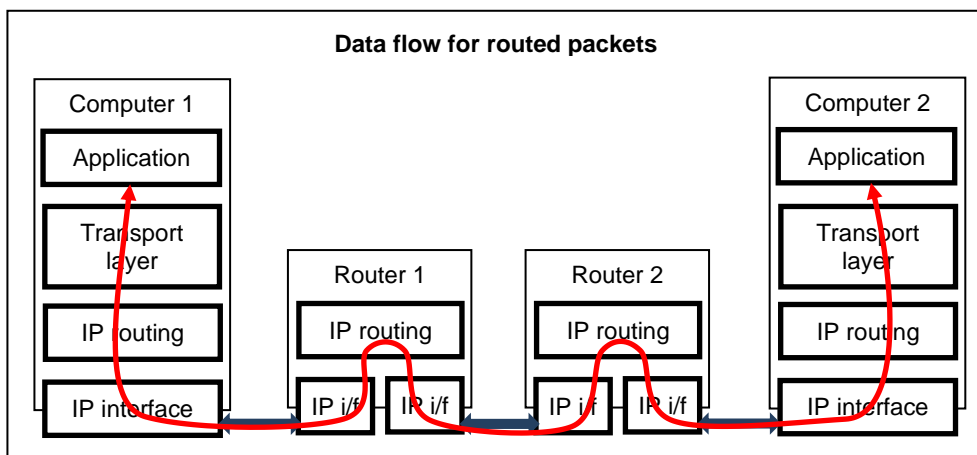 Data flow for routed packets
Computer 1
Application
Transport
layer
IP routing
IP interface
Router 1
IP routing
IP i/f
IP i/f
Router 2
IP routing
IP i/f
IP i/f
Computer 2
Application
Transport
layer
IP routing
IP interface